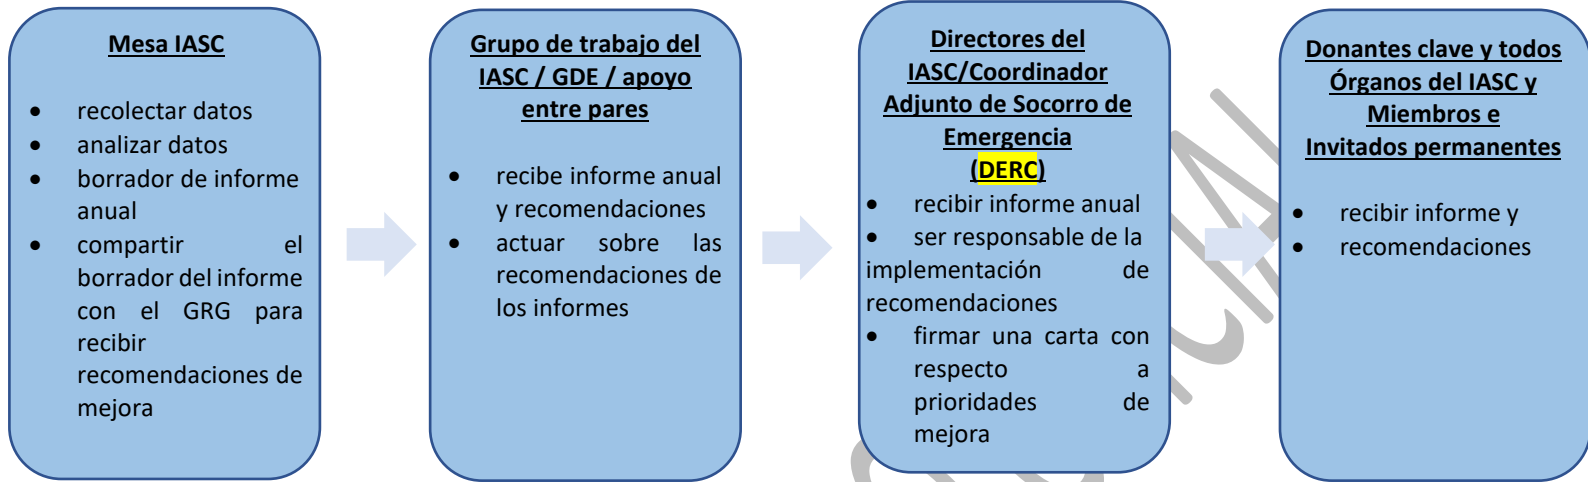 Mesa IASC
• recolectar datos
• analizar datos
• borrador de informe
anual
• compartir el
borrador del informe
con el GRG para
recibir
recomendaciones de
mejora
Grupo de trabajo del
IASC / GDE / apoyo
entre pares
• recibe informe anual
y recomendaciones
• actuar sobre las
recomendaciones de
los informes
Directores del
IASC/Coordinador
Adjunto de Socorro de
Emergencia
(DERC)
• recibir informe anual
• ser responsable de la
implementación de
recomendaciones
• firmar una carta con
respecto a
prioridades de
mejora
Donantes clave y todos
Órganos del IASC y
Miembros e
Invitados permanentes
• recibir informe y
• recomendaciones